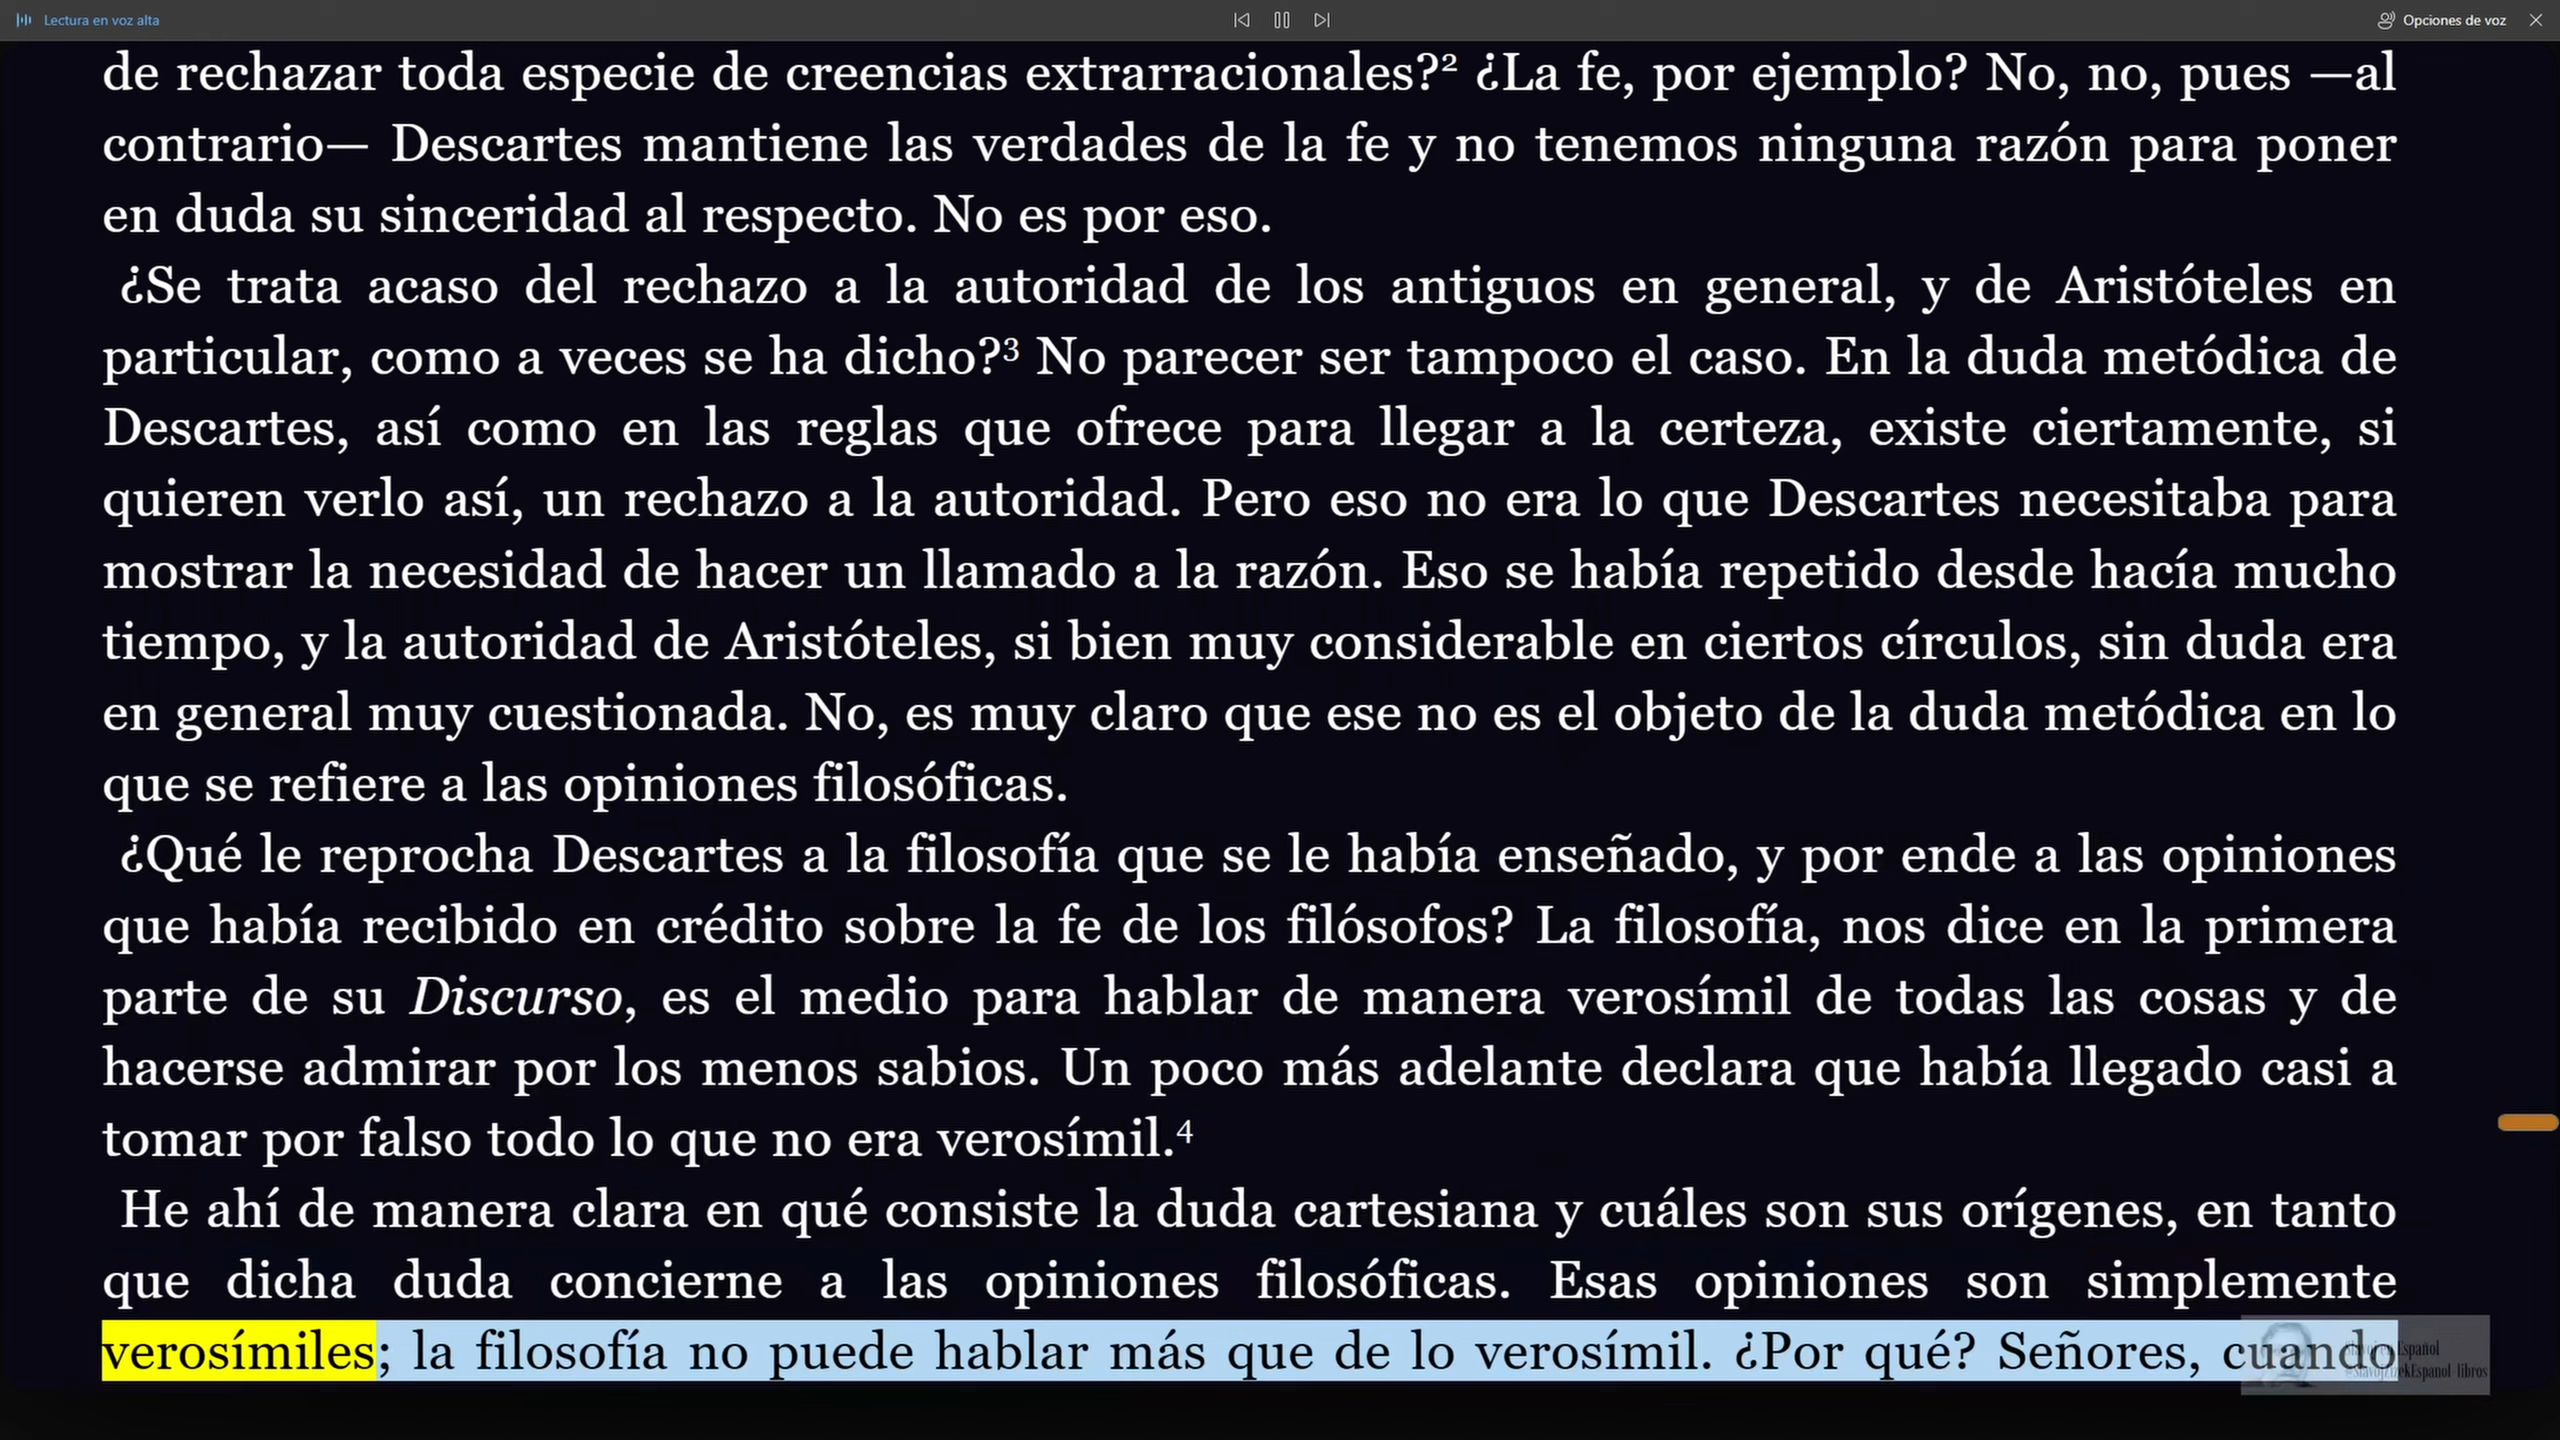 Lectura en voz alta
Opciones de voz
de rechazar toda especie de creencias extrarracionales?² ¿La fe, por ejemplo? No, no, pues —al
contrario— Descartes mantiene las verdades de la fe y no tenemos ninguna razón para poner
en duda su sinceridad al respecto. No es por eso.
¿Se trata acaso del rechazo a la autoridad de los antiguos en general, y de Aristóteles en
particular, como a veces se ha dicho?³ No parecer ser tampoco el caso. En la duda metódica de
Descartes, así como en las reglas que ofrece para llegar a la certeza, existe ciertamente, si
quieren verlo así, un rechazo a la autoridad. Pero eso no era lo que Descartes necesitaba para
mostrar la necesidad de hacer un llamado a la razón. Eso se había repetido desde hacía mucho
tiempo, y la autoridad de Aristóteles, si bien muy considerable en ciertos círculos, sin duda era
en general muy cuestionada. No, es muy claro que ese no es el objeto de la duda metódica en lo
que se refiere a las opiniones filosóficas.
¿Qué le reprocha Descartes a la filosofía que se le había enseñado, y por ende a las opiniones
que había recibido en crédito sobre la fe de los filósofos? La filosofía, nos dice en la primera
parte de su Discurso, es el medio para hablar de manera verosímil de todas las cosas y de
hacerse admirar por los menos sabios. Un poco más adelante declara que había llegado casi a
tomar por falso todo lo que no era verosímil.⁴
He ahí de manera clara en qué consiste la duda cartesiana y cuáles son sus orígenes, en tanto
que dicha duda concierne a las opiniones filosóficas. Esas opiniones son simplemente
verosímiles; la filosofía no puede hablar más que de lo verosímil. ¿Por qué? Señores, cuando
Español